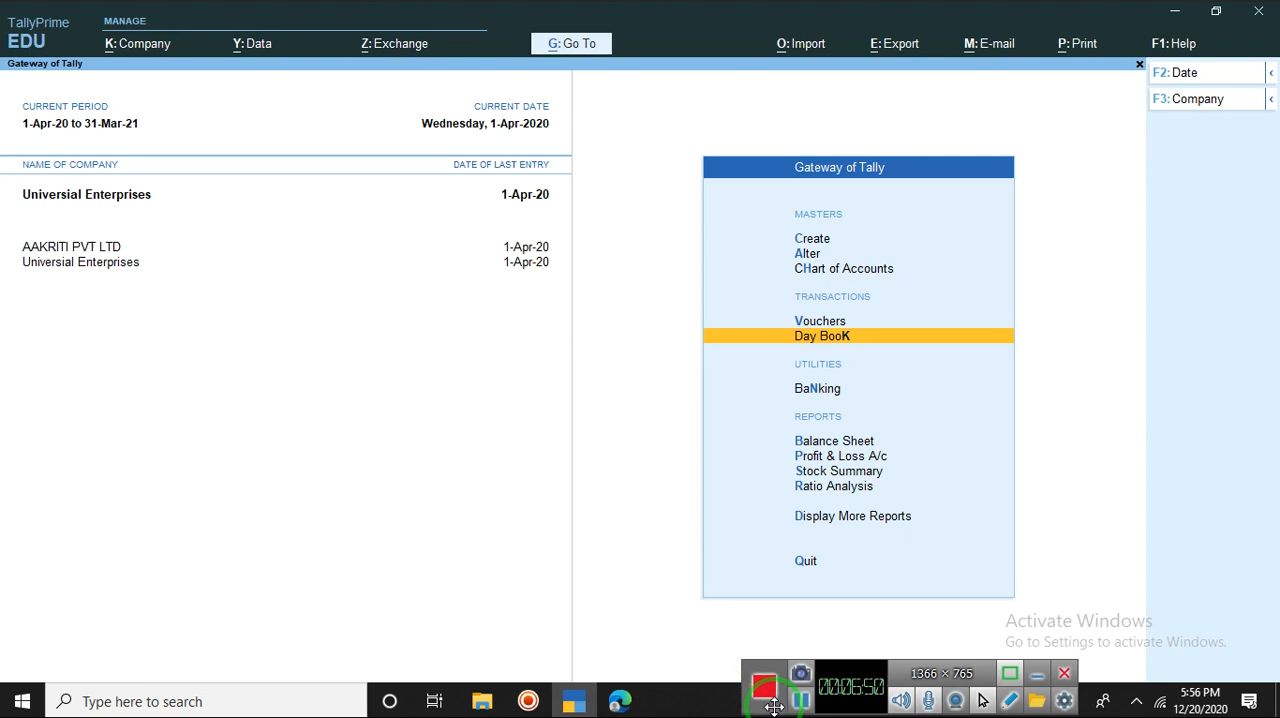 TallyPrime
EDU
MANAGE
K: Company
Y: Data
Z: Exchange
G: Go To
O: Import
E: Export
M: E-mail
P: Print
F1: Help
Gateway of Tally
F2: Date
F3: Company
CURRENT PERIOD
CURRENT DATE
1-Apr-20 to 31-Mar-21
Wednesday, 1-Apr-2020
NAME OF COMPANY
DATE OF LAST ENTRY
Universial Enterprises
1-Apr-20
AAKRITI PVT LTD
1-Apr-20
Universial Enterprises
1-Apr-20
Gateway of Tally
MASTERS
Create
Alter
CHart of Accounts
TRANSACTIONS
Vouchers
Day BooK
UTILITIES
BaNking
REPORTS
Balance Sheet
Profit & Loss A/c
Stock Summary
Ratio Analysis
Display More Reports
Quit
Activate Windows
Go to Settings to activate Windows.
00:06:50
1366 × 765
Type here to search
5:56 PM
12/20/2020